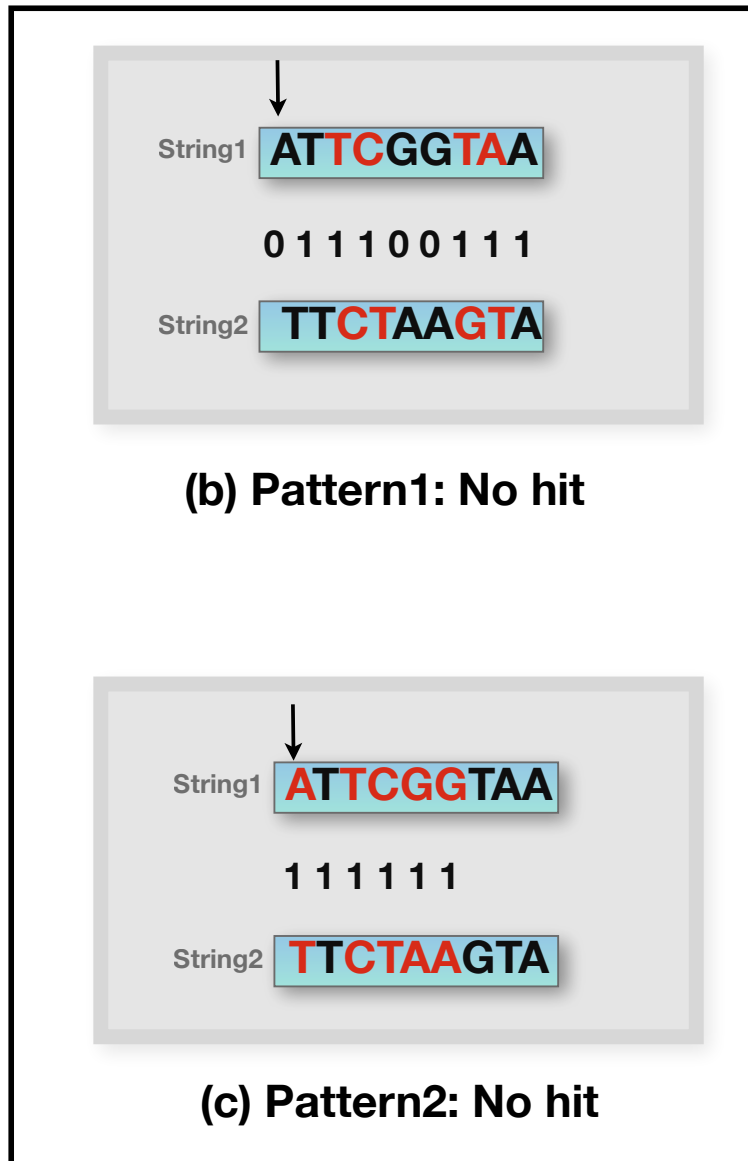 String1 ATTCGGTAA
0 1 1 1 0 0 1 1 1
String2 TTCTAAGTA
(b) Pattern1: No hit
String1 ATTCGGTAA
1 1 1 1 1 1
String2 TTCTAAGTA
(c) Pattern2: No hit